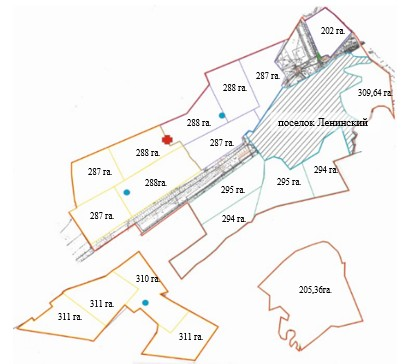 202 га.
287 га.
288 га.
309,64 га.
288 га.
поселок Ленинский
287 га.
288 га.
287 га.
294 га.
295 га.
288га.
295 га.
287 га.
294 га.
310 га.
205,36га.
311 га.
311 га.
311 га.